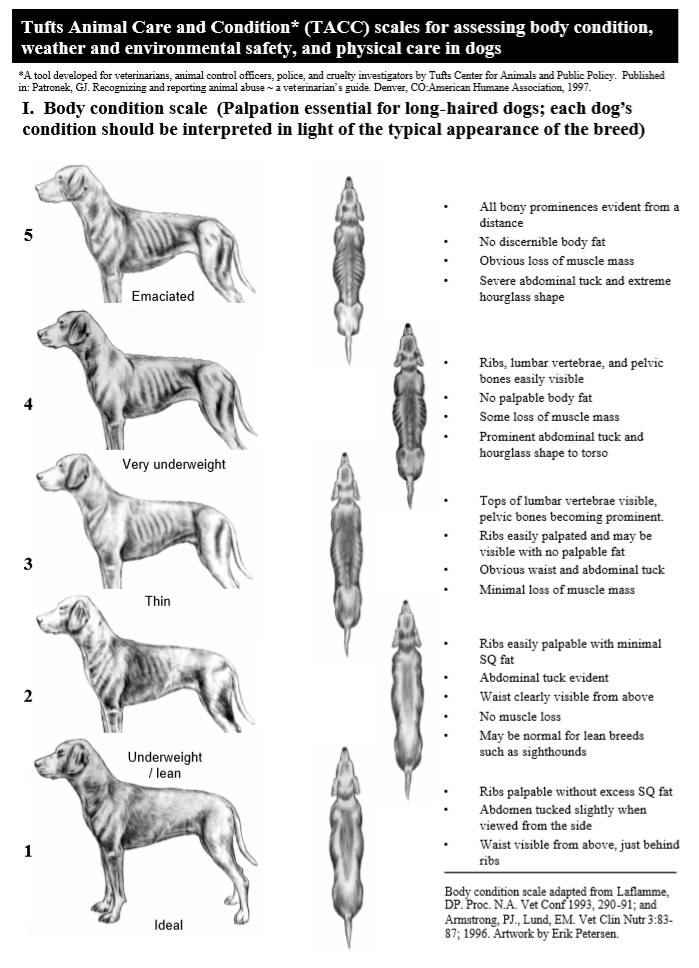 Tufts Animal Care and Condition* (TACC) scales for assessing body condition,
weather and environmental safety, and physical care in dogs
*A tool developed for veterinarians, animal control officers, police, and cruelty investigators by Tufts Center for Animals and Public Policy. Published
in: Patronek, GJ. Recognizing and reporting animal abuse ~ a veterinarian's guide. Denver, CO:American Humane Association, 1997.
I. Body condition scale (Palpation essential for long-haired dogs; each dog's
condition should be interpreted in light of the typical appearance of the breed)
5
Emaciated
• All bony prominences evident from a
distance
• No discernible body fat
• Obvious loss of muscle mass
• Severe abdominal tuck and extreme
hourglass shape
4
Very underweight
• Ribs, lumbar vertebrae, and pelvic
bones easily visible
• No palpable body fat
• Some loss of muscle mass
• Prominent abdominal tuck and
hourglass shape to torso
3
Thin
• Tops of lumbar vertebrae visible,
pelvic bones becoming prominent.
• Ribs easily palpated and may be
visible with no palpable fat
• Obvious waist and abdominal tuck
• Minimal loss of muscle mass
2
Underweight
/ lean
• Ribs easily palpable with minimal
SQ fat
• Abdominal tuck evident
• Waist clearly visible from above
• No muscle loss
• May be normal for lean breeds
such as sighthounds
1
Ideal
• Ribs palpable without excess SQ fat
• Abdomen tucked slightly when
viewed from the side
• Waist visible from above, just behind
ribs
Body condition scale adapted from Laflamme,
DP. Proc. N.A. Vet Conf 1993, 290-91; and
Armstrong, PJ., Lund, EM. Vet Clin Nutr 3:83-
87; 1996. Artwork by Erik Petersen.